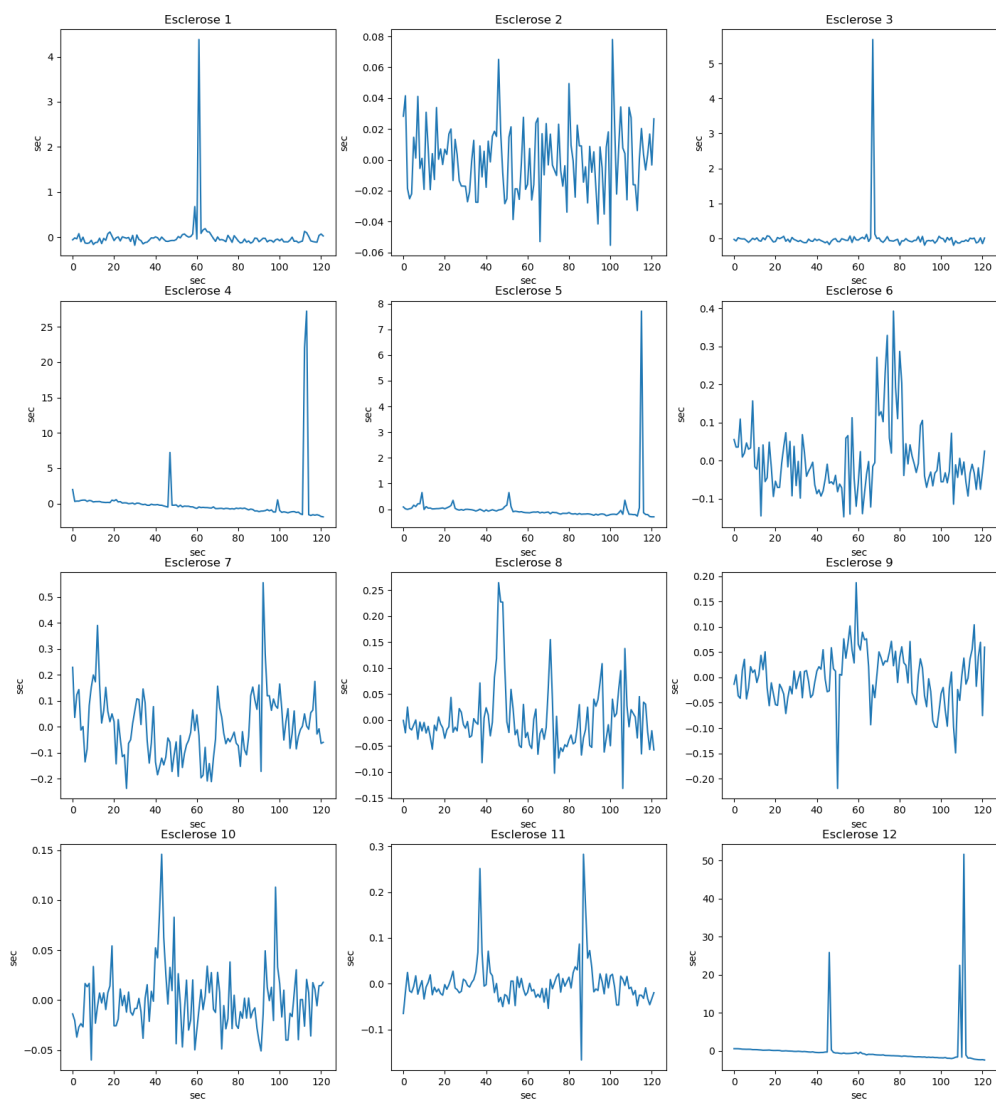 Esclerose 1
4
3
2
1
0
sec
0 20 40 60 80 100 120
sec
Esclerose 2
0.08
0.06
0.04
0.02
0.00
−0.02
−0.04
−0.06
sec
0 20 40 60 80 100 120
sec
Esclerose 3
5
4
3
2
1
0
sec
0 20 40 60 80 100 120
sec
Esclerose 4
25
20
15
10
5
0
sec
0 20 40 60 80 100 120
sec
Esclerose 5
8
7
6
5
4
3
2
1
0
sec
0 20 40 60 80 100 120
sec
Esclerose 6
0.4
0.3
0.2
0.1
0.0
−0.1
sec
0 20 40 60 80 100 120
sec
Esclerose 7
0.5
0.4
0.3
0.2
0.1
0.0
−0.1
−0.2
sec
0 20 40 60 80 100 120
sec
Esclerose 8
0.25
0.20
0.15
0.10
0.05
0.00
−0.05
−0.10
−0.15
sec
0 20 40 60 80 100 120
sec
Esclerose 9
0.20
0.15
0.10
0.05
0.00
−0.05
−0.10
−0.15
−0.20
sec
0 20 40 60 80 100 120
sec
Esclerose 10
0.15
0.10
0.05
0.00
−0.05
sec
0 20 40 60 80 100 120
sec
Esclerose 11
0.3
0.2
0.1
0.0
−0.1
sec
0 20 40 60 80 100 120
sec
Esclerose 12
50
40
30
20
10
0
sec
0 20 40 60 80 100 120
sec